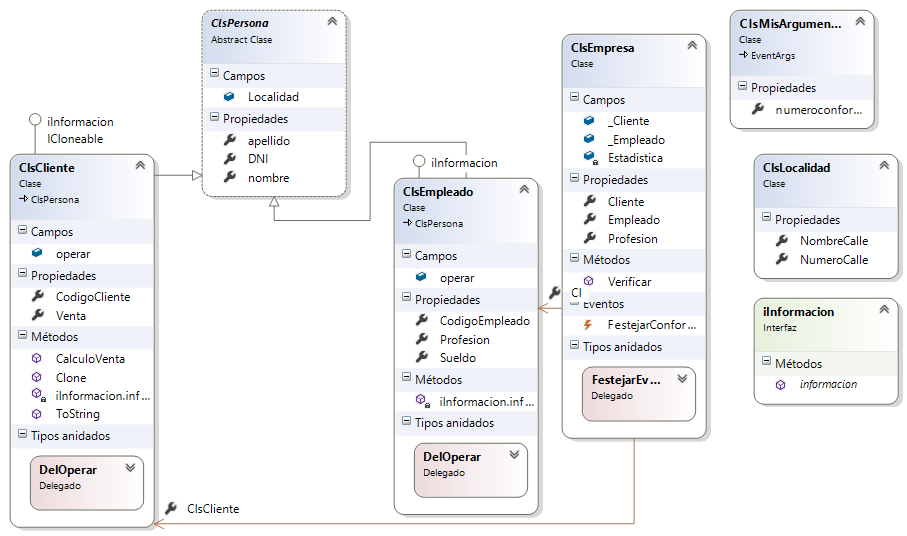 ClsPersona
Abstract Clase
Campos
Localidad
Propiedades
apellido
DNI
nombre
iInformacion
ICloneable
ClsCliente
Clase
ClsPersona
Campos
operar
Propiedades
CodigoCliente
Venta
Métodos
CalculoVenta
Clone
iInformacion.inf...
ToString
Tipos anidados
DelOperar
Delegado
ClsCliente
iInformacion
ClsEmpleado
Clase
ClsPersona
Campos
operar
Propiedades
CodigoEmpleado
Profesion
Sueldo
Métodos
iInformacion.inf...
Tipos anidados
DelOperar
Delegado
ClsEmpresa
Clase
Campos
_Cliente
_Empleado
Estadistica
Propiedades
Cliente
Empleado
Profesion
Métodos
Verificar
Cl
Eventos
FestejarConfor...
Tipos anidados
FestejarEv...
Delegado
ClsMisArgumen...
Clase
EventArgs
Propiedades
numeroconfor...
ClsLocalidad
Clase
Propiedades
NombreCalle
NumeroCalle
iInformacion
Interfaz
Métodos
informacion